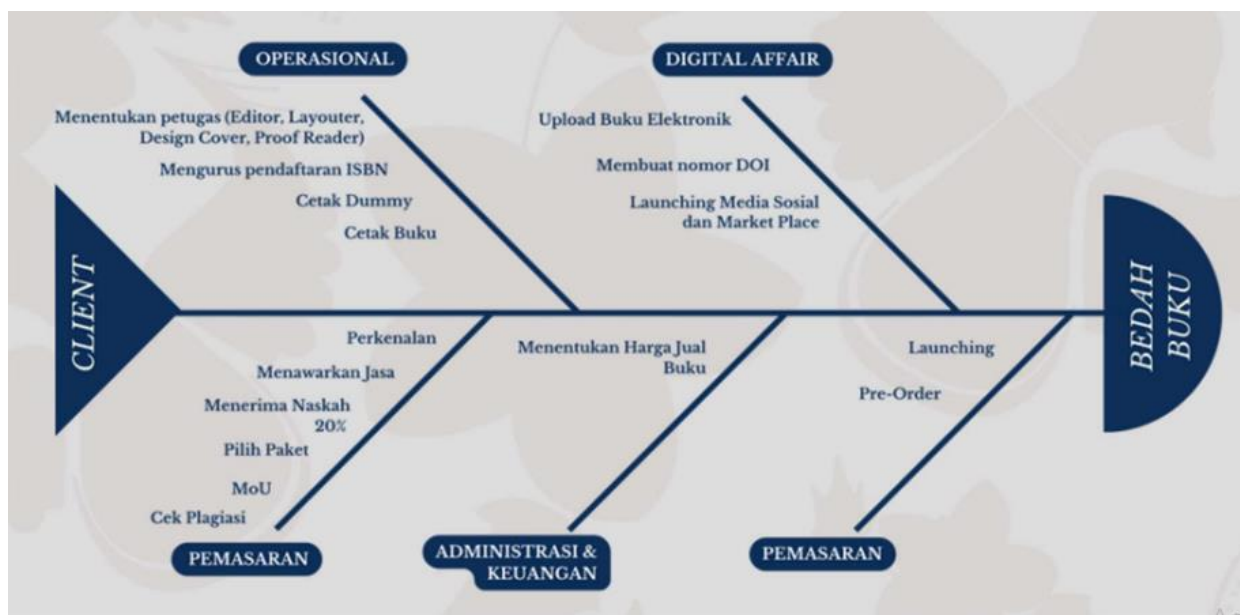 OPERASIONAL
Menentukan petugas (Editor, Layouter,
Design Cover, Proof Reader)
Mengurus pendaftaran ISBN
Cetak Dummy
Cetak Buku
DIGITAL AFFAIR
Upload Buku Elektronik
Membuat nomor DOI
Launching Media Sosial
dan Market Place
CLIENT
BEDAH
BUKU
Perkenalan
Menawarkan Jasa
Menerima Naskah
20%
Pilih Paket
MoU
Cek Plagiasi
PEMASARAN
Menentukan Harga Jual
Buku
ADMINISTRASI &
KEUANGAN
Launching
Pre-Order
PEMASARAN